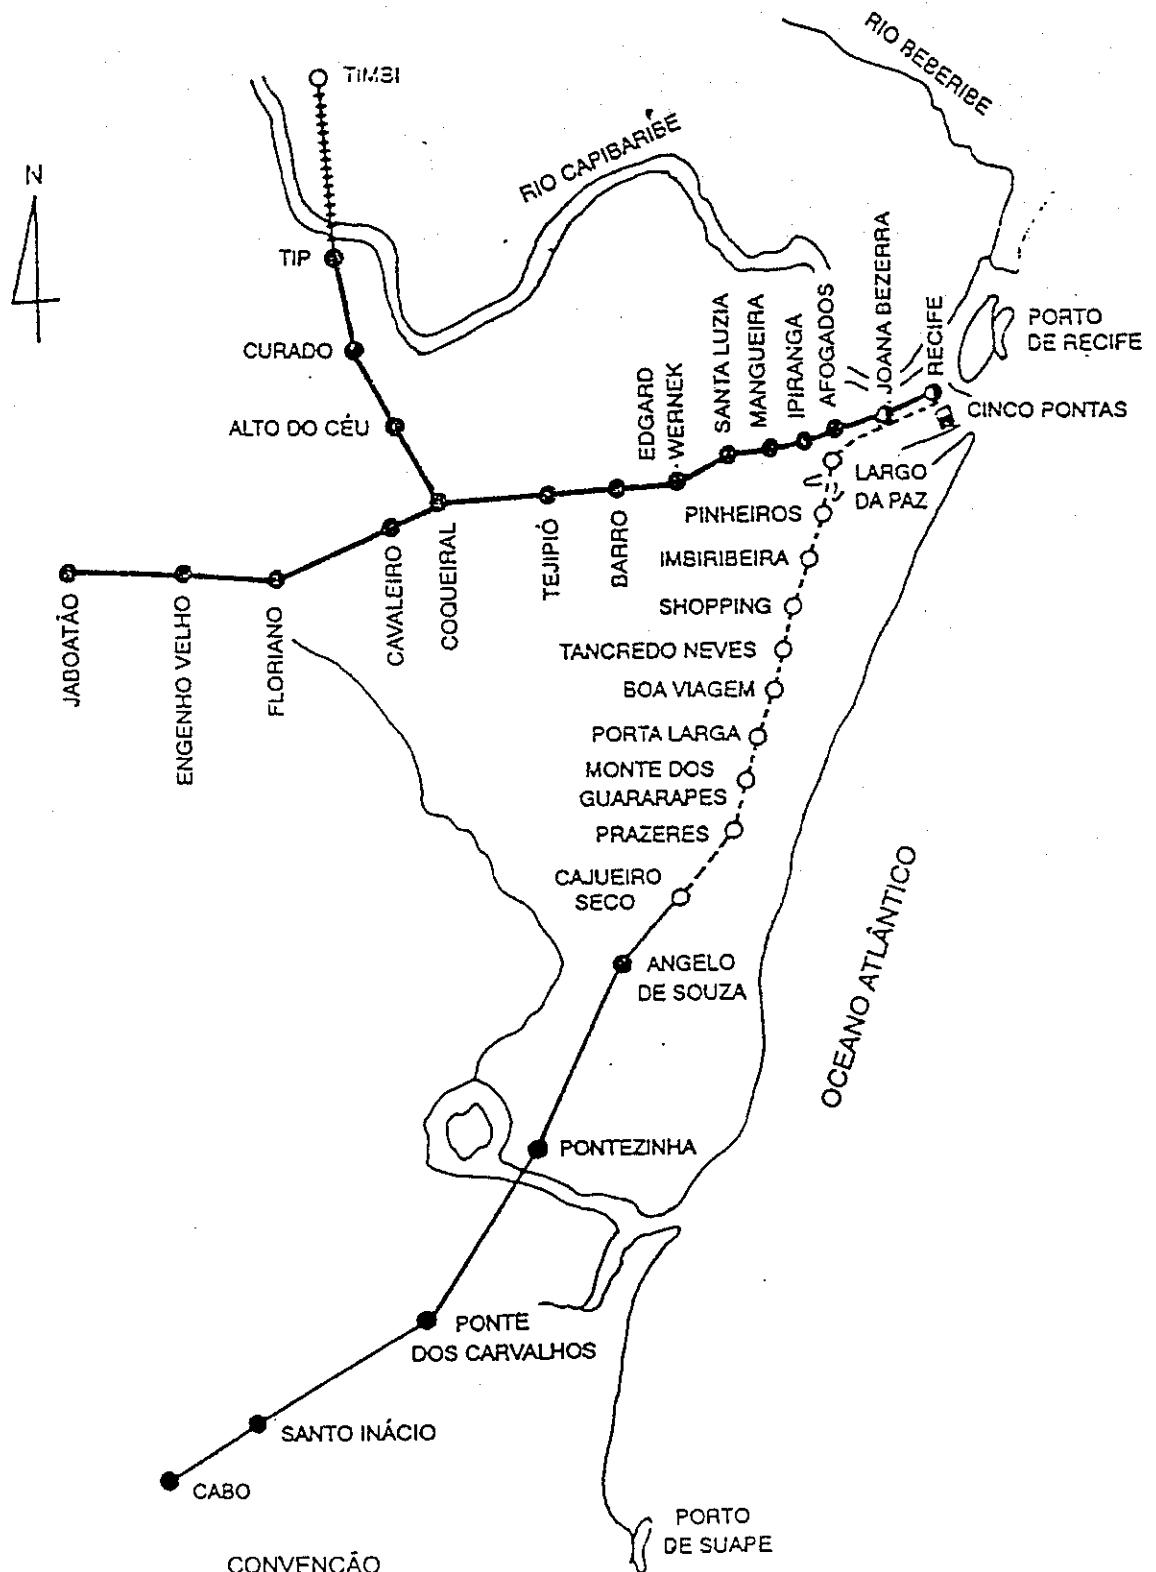 RIO BEBERIBE
TIMBI
RIO CAPIBARIBE
N
TIP
CURADO
ALTO DO CÉU
EDGARD
WERNEK
SANTA LUZIA
MANGUEIRA
IPIRANGA
AFOGADOS
JOANA BEZERRA
RECIFE
PORTO
DE RECIFE
CINCO PONTAS
LARGO
DA PAZ
JABOATÃO
ENGENHO VELHO
FLORIANO
CAVALEIRO
COQUEIRAL
TEJIPIÓ
BARRO
PINHEIROS
IMBIRIBEIRA
SHOPPING
TANCREDO NEVES
BOA VIAGEM
PORTA LARGA
MONTE DOS
GUARARAPES
PRAZERES
CAJUEIRO
SECO
ANGELO
DE SOUZA
OCEANO ATLÂNTICO
PONTEZINHA
PONTE
DOS CARVALHOS
SANTO INÁCIO
CABO
PORTO
DE SUAPE
CONVENÇÃO